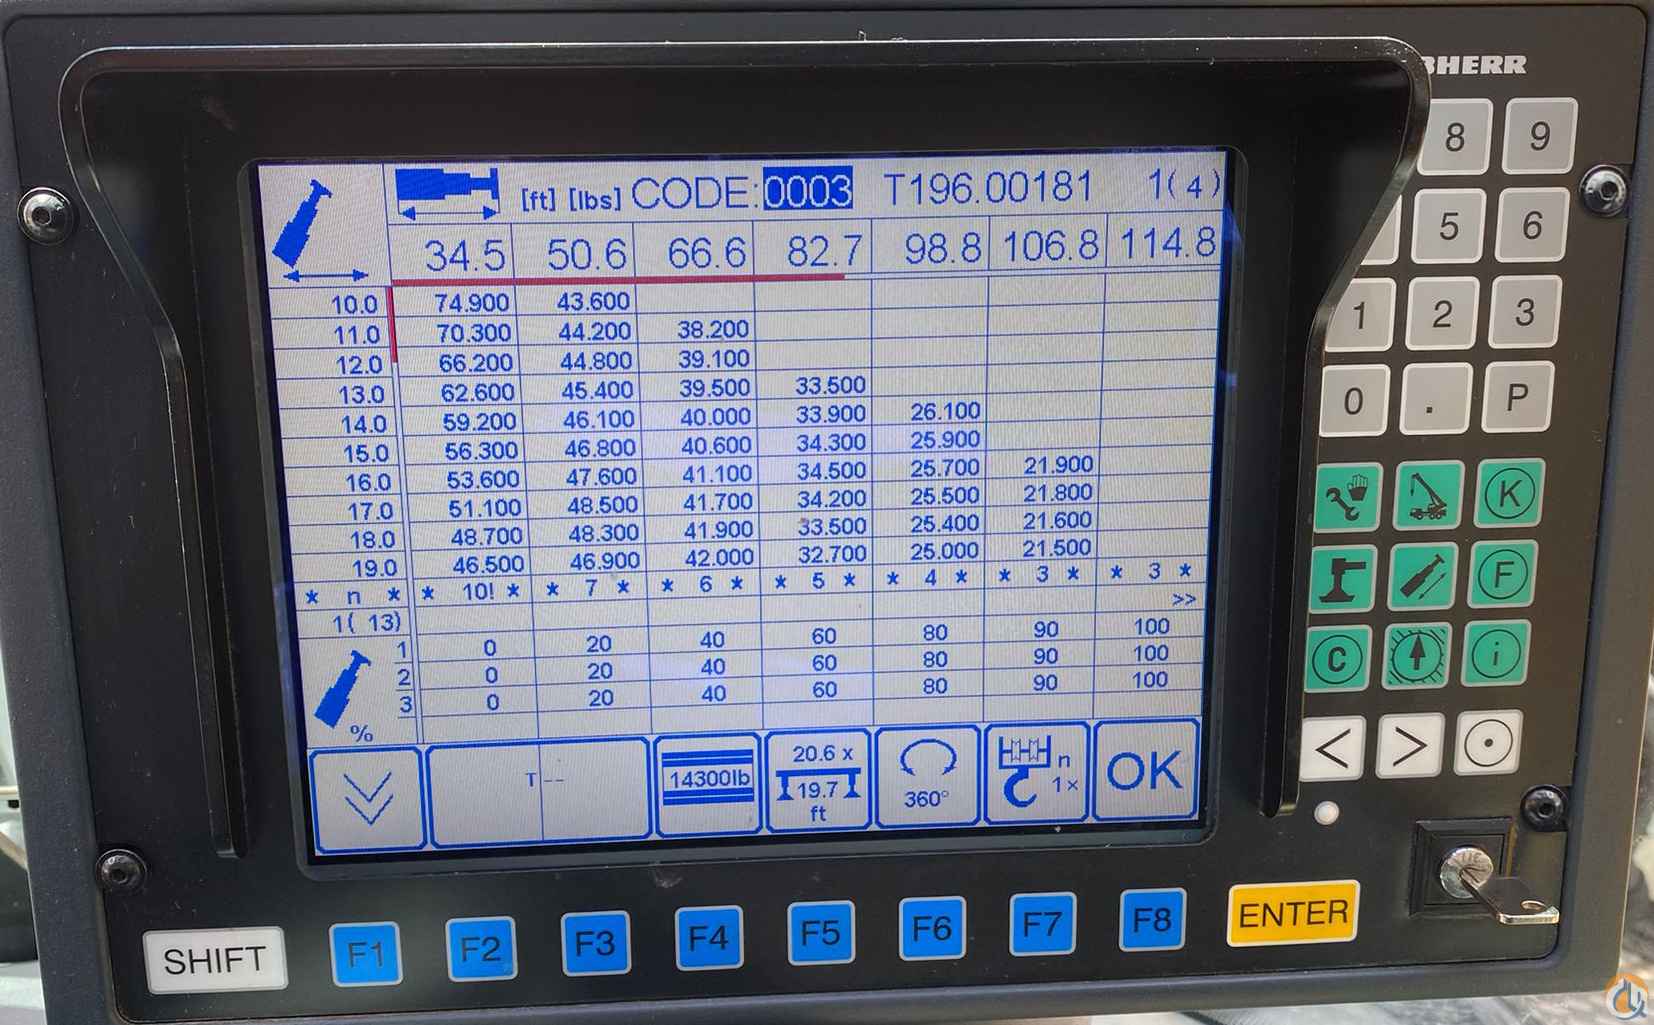 BHERR
[ft] [lbs] CODE: 0003 T196.00181 1( 4 )
34.5 50.6 66.6 82.7 98.8 106.8 114.8
10.0 74.900 43.600
11.0 70.300 44.200 38.200
12.0 66.200 44.800 39.100
13.0 62.600 45.400 39.500 33.500
14.0 59.200 46.100 40.000 33.900 26.100
15.0 56.300 46.800 40.600 34.300 25.900
16.0 53.600 47.600 41.100 34.500 25.700 21.900
17.0 51.100 48.500 41.700 34.200 25.500 21.800
18.0 48.700 48.300 41.900 33.500 25.400 21.600
19.0 46.500 46.900 42.000 32.700 25.000 21.500
* n * * 10! * * 7 * * 6 * * 5 * * 4 * * 3 * * 3 *
1( 13) >>
1 0 20 40 60 80 90 100
2 0 20 40 60 80 90 100
3 0 20 40 60 80 90 100
%
T --
14300lb
20.6 x
19.7
ft
360°
n
1x
OK
8 9
5 6
1 2 3
0 . P
K
F
C i
< >
SHIFT F1 F2 F3 F4 F5 F6 F7 F8 ENTER